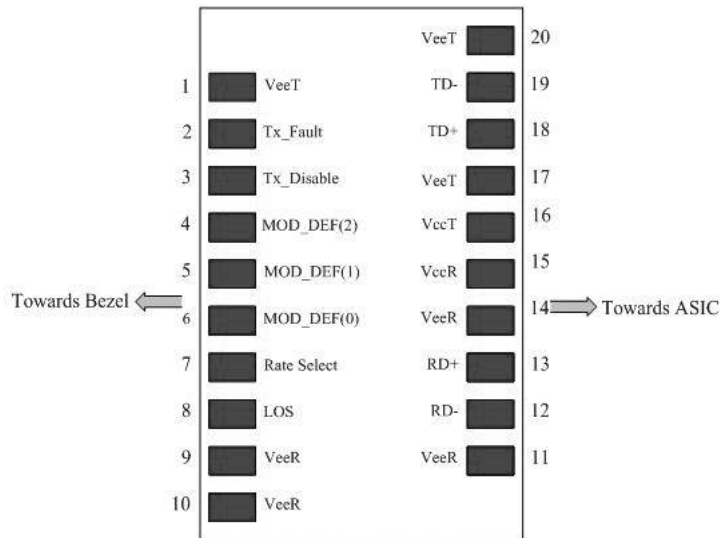 VeeT 20
1 VeeT TD- 19
2 Tx_Fault TD+ 18
3 Tx_Disable VeeT 17
4 MOD_DEF(2) VccT 16
5 MOD_DEF(1) VccR 15
Towards Bezel
6 MOD_DEF(0) VeeR 14
Towards ASIC
7 Rate Select RD+ 13
8 LOS RD- 12
9 VeeR VeeR 11
10 VeeR